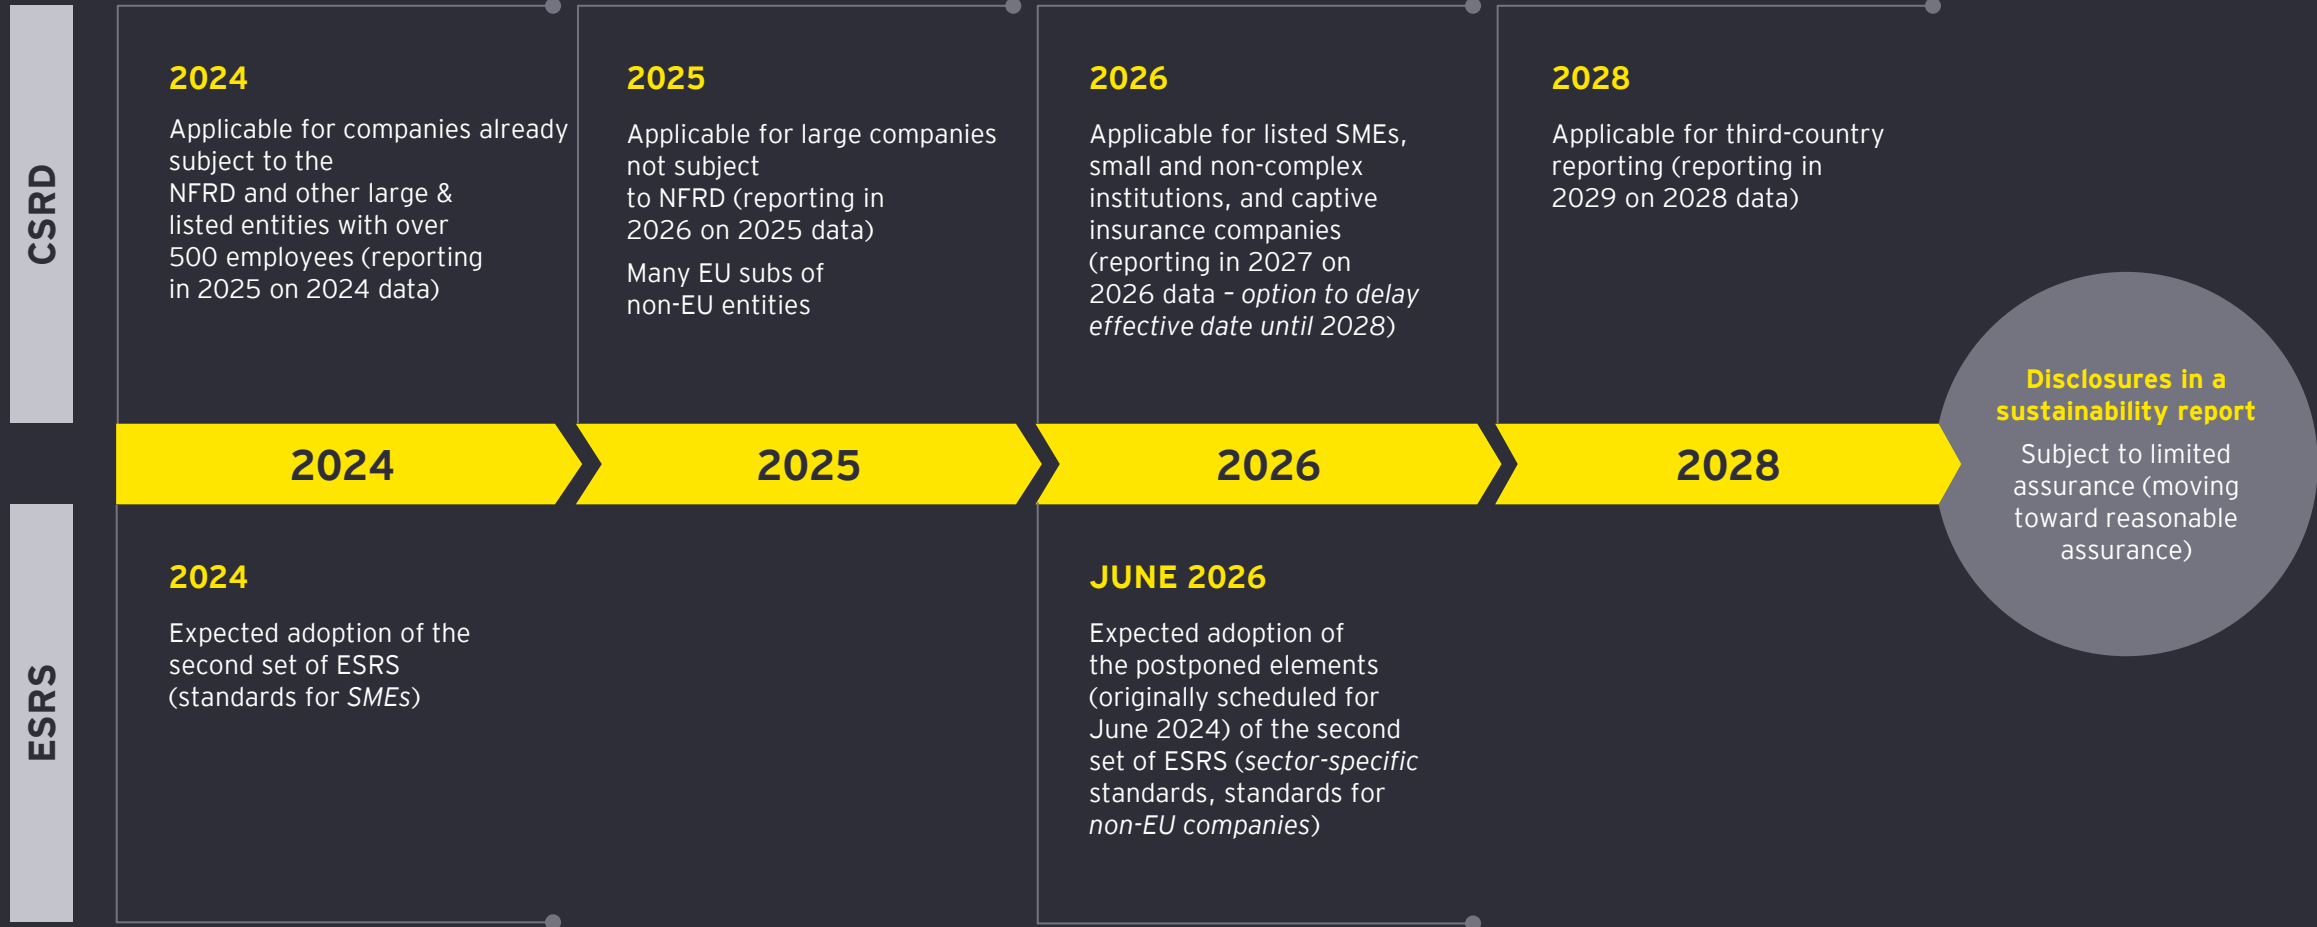 CSRD
2024
Applicable for companies already
subject to the
NFRD and other large &
listed entities with over
500 employees (reporting
in 2025 on 2024 data)
2025
Applicable for large companies
not subject
to NFRD (reporting in
2026 on 2025 data)
Many EU subs of
non-EU entities
2026
Applicable for listed SMEs,
small and non-complex
institutions, and captive
insurance companies
(reporting in 2027 on
2026 data – option to delay
effective date until 2028)
2028
Applicable for third-country
reporting (reporting in
2029 on 2028 data)
2024
2025
2026
2028
Disclosures in a
sustainability report
Subject to limited
assurance (moving
toward reasonable
assurance)
ESRS
2024
Expected adoption of the
second set of ESRS
(standards for SMEs)
JUNE 2026
Expected adoption of
the postponed elements
(originally scheduled for
June 2024) of the second
set of ESRS (sector-specific
standards, standards for
non-EU companies)